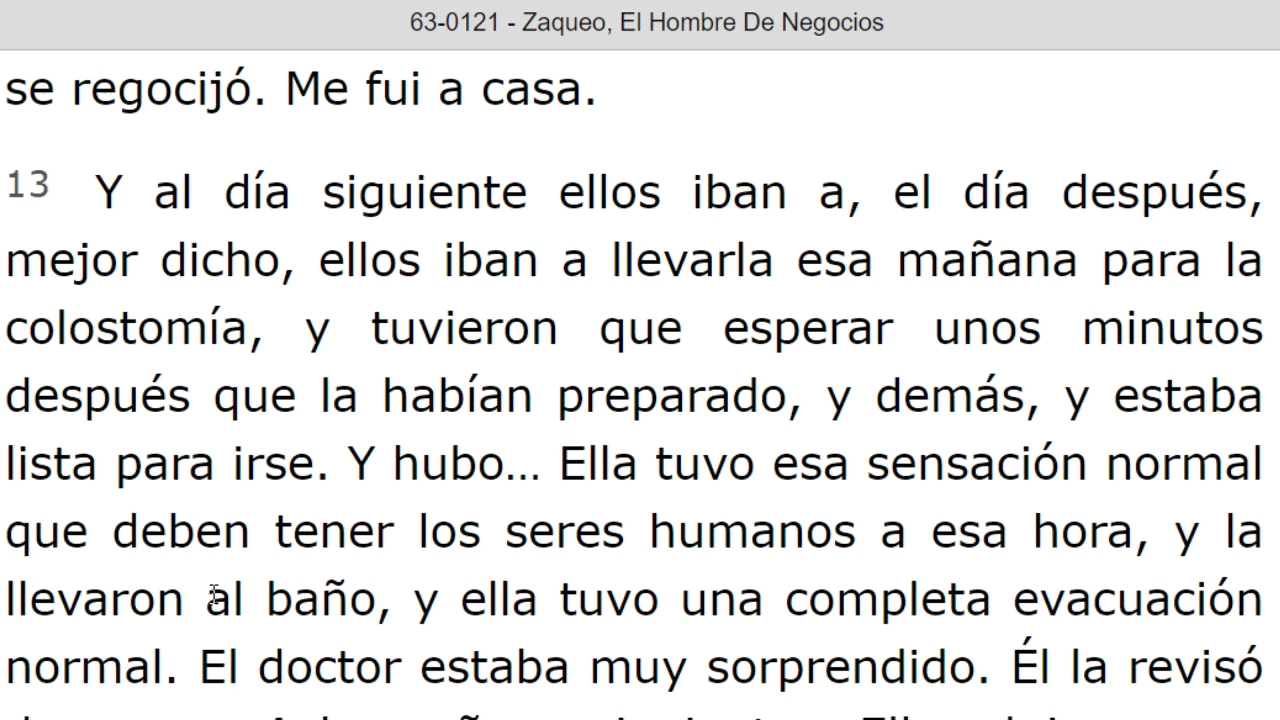 63-0121 - Zaqueo, El Hombre De Negocios
se regocijó. Me fui a casa.
13 Y al día siguiente ellos iban a, el día después,
mejor dicho, ellos iban a llevarla esa mañana para la
colostomía, y tuvieron que esperar unos minutos
después que la habían preparado, y demás, y estaba
lista para irse. Y hubo... Ella tuvo esa sensación normal
que deben tener los seres humanos a esa hora, y la
llevaron al baño, y ella tuvo una completa evacuación
normal. El doctor estaba muy sorprendido. Él la revisó